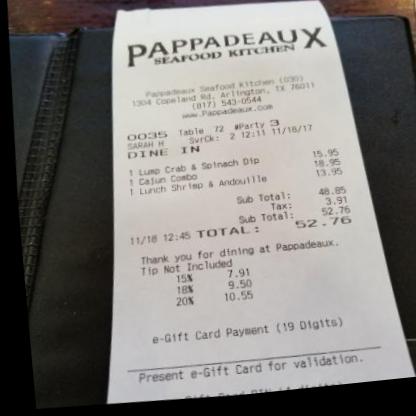 PAPPADEAUX
SEAFOOD KITCHEN
Pappadeaux Seafood Kitchen (030)
1304 Copeland Rd, Arlington, TX 76011
(817) 543-0544
www.Pappadeaux.com
0035 Table 72 #Party 3
SARAH H SvrCk: 2 12:11 11/18/17
DINE IN
1 Lump Crab & Spinach Dip 15.95
1 Cajun Combo 18.95
1 Lunch Shrimp & Andouille 13.95
Sub Total: 48.85
Tax: 3.91
Sub Total: 52.76
11/18 12:45 TOTAL: 52.76
Thank you for dining at Pappadeaux.
Tip Not Included
15% 7.91
18% 9.50
20% 10.55
e-Gift Card Payment (19 Digits)
Present e-Gift Card for validation.